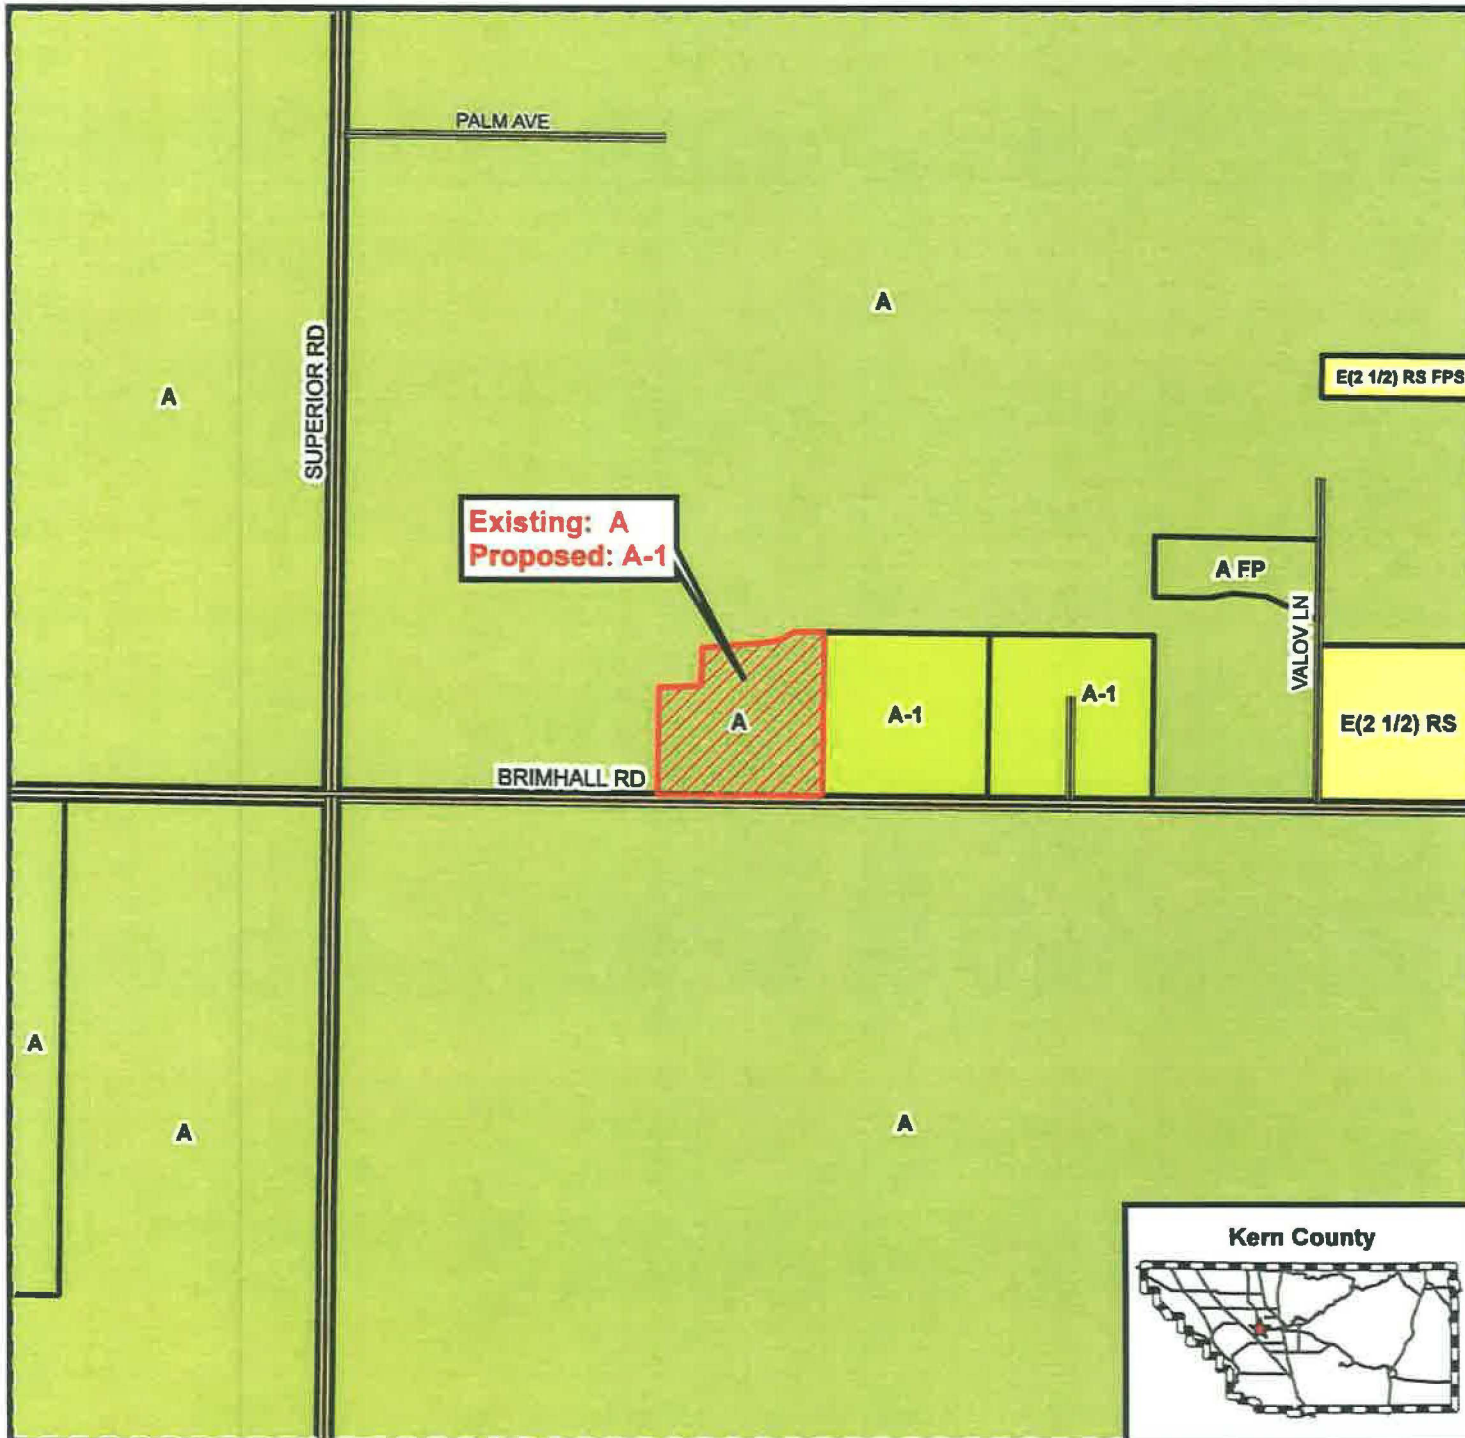 PALM AVE
A
E(2 1/2) RS FPS
A
SUPERIOR RD
Existing: A
Proposed: A-1
A FP
VALOV LN
A-1
A
A-1
E(2 1/2) RS
BRIMHALL RD
A
A
A
Kern County